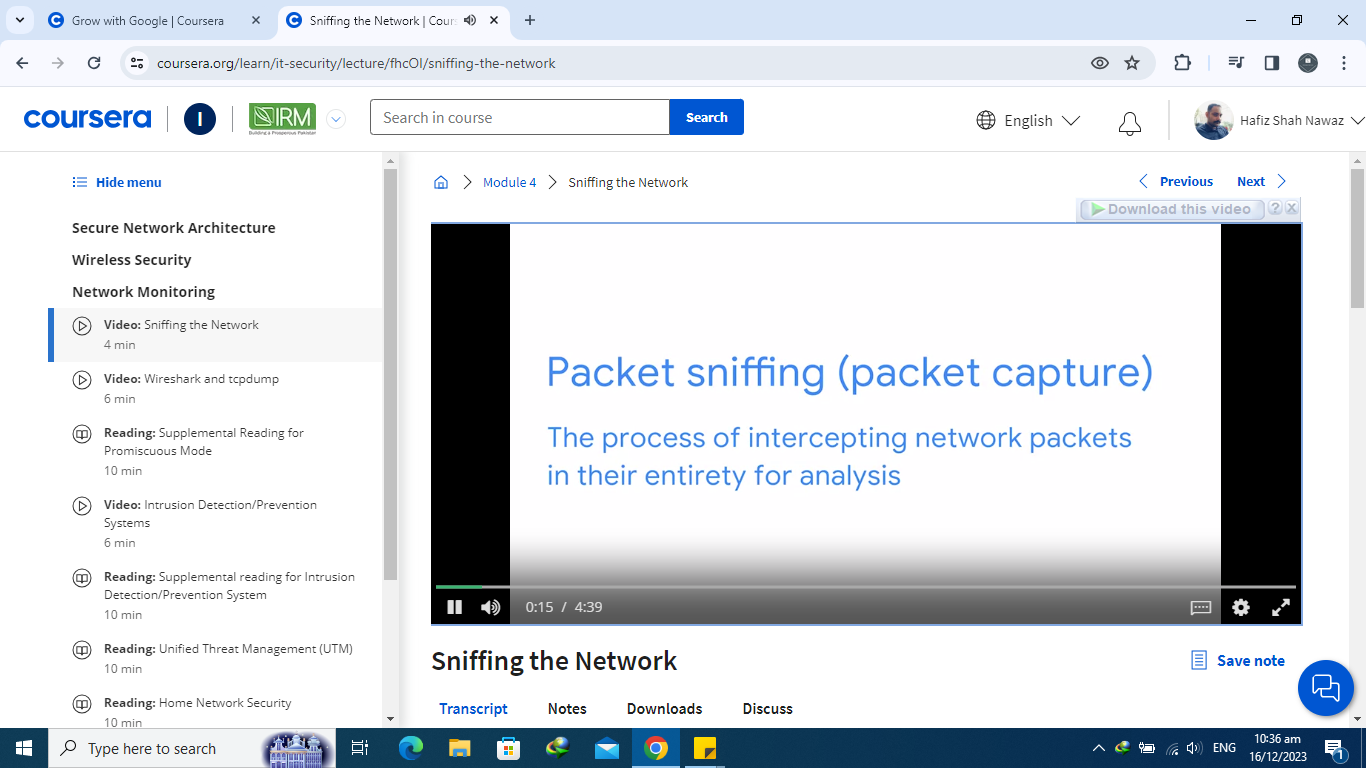 Grow with Google | Coursera
Sniffing the Network | Cours
coursera.org/learn/it-security/lecture/fhcOI/sniffing-the-network
coursera
I
IRM
Building a Prosperous Pakistan
Search in course
Search
English
Hafiz Shah Nawaz
Hide menu
Secure Network Architecture
Wireless Security
Network Monitoring
Video: Sniffing the Network
4 min
Video: Wireshark and tcpdump
6 min
Reading: Supplemental Reading for
Promiscuous Mode
10 min
Video: Intrusion Detection/Prevention
Systems
6 min
Reading: Supplemental reading for Intrusion
Detection/Prevention System
10 min
Reading: Unified Threat Management (UTM)
10 min
Reading: Home Network Security
10 min
Module 4
Sniffing the Network
Previous
Next
Download this video
?
X
Packet sniffing (packet capture)
The process of intercepting network packets
in their entirety for analysis
0:15 / 4:39
Sniffing the Network
Save note
Transcript
Notes
Downloads
Discuss
Type here to search
ENG
10:36 am
16/12/2023
1